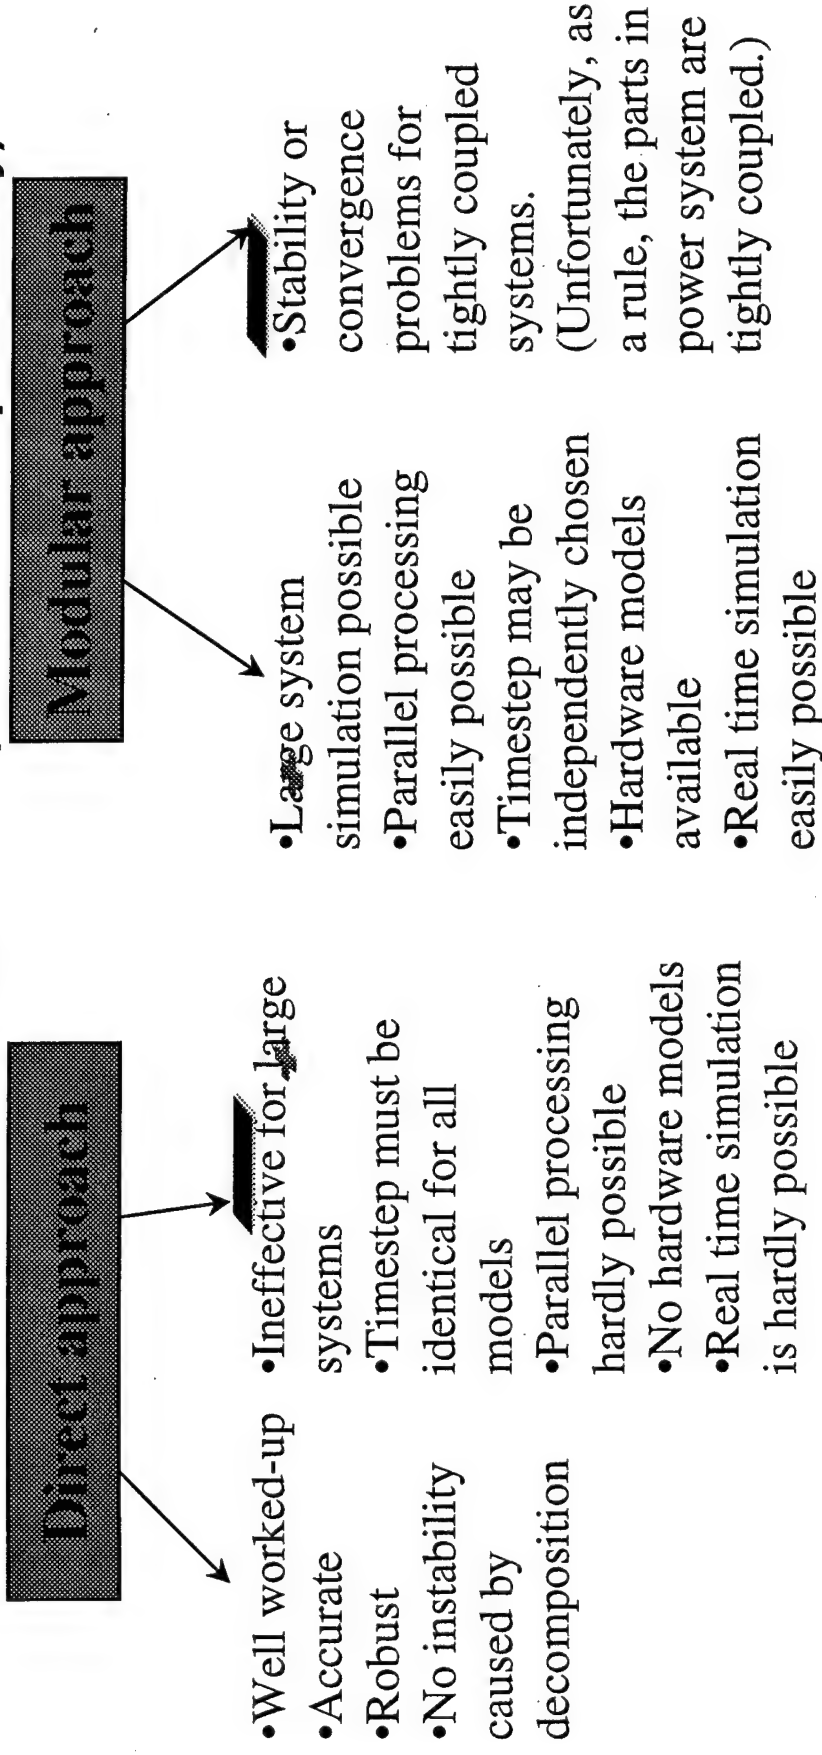 Direct approach
•Well worked-up
•Accurate
•Robust
•No instability
caused by
decomposition
•Ineffective for large
systems
•Timestep must be
identical for all
models
•Parallel processing
hardly possible
•No hardware models
•Real time simulation
is hardly possible
Modular approach
•Large system
simulation possible
•Parallel processing
easily possible
•Timestep may be
independently chosen
•Hardware models
available
•Real time simulation
easily possible
•Stability or
convergence
problems for
tightly coupled
systems.
(Unfortunately, as
a rule, the parts in
power system are
tightly coupled.)